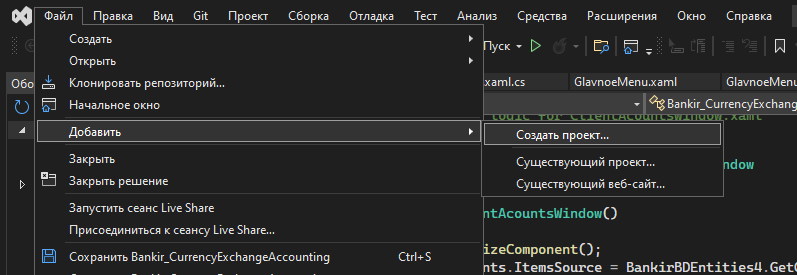 Файл Правка Вид Git Проект Сборка Отладка Тест Анализ Средства Расширения Окно Справка
Создать
Открыть
Пуск
Клонировать репозиторий...
Обо
.xaml.cs GlavnoeMenu.xaml GlavnoeMenu
Начальное окно
Bankir_CurrencyExchange
logic for ClientAcountsWindow.xaml
Добавить
Создать проект...
Закрыть
Существующий проект...
ndow
Закрыть решение
Существующий веб-сайт...
Запустить сеанс Live Share
ntAcountsWindow()
Присоединиться к сеансу Live Share...
izeComponent();
Сохранить Bankir_CurrencyExchangeAccounting Ctrl+S
nts.ItemsSource = BankirBDEntities4.GetC